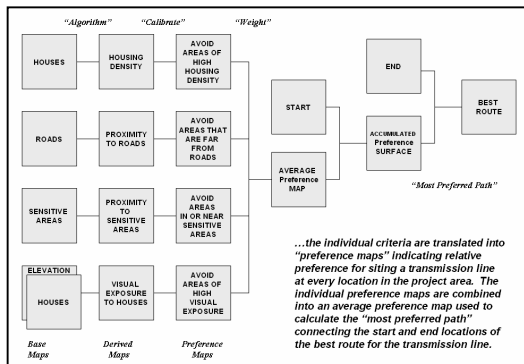 "Algorithm" "Calibrate" "Weight"
HOUSES
HOUSING
DENSITY
AVOID
AREAS OF
HIGH
HOUSING
DENSITY
ROADS
PROXIMITY
TO ROADS
AVOID
AREAS THAT
ARE FAR
FROM
ROADS
SENSITIVE
AREAS
PROXIMITY
TO
SENSITIVE
AREAS
AVOID
AREAS
IN OR NEAR
SENSITIVE
AREAS
ELEVATION
HOUSES
VISUAL
EXPOSURE
TO HOUSES
AVOID
AREAS OF
HIGH
VISUAL
EXPOSURE
Base
Maps
Derived
Maps
Preference
Maps
START
AVERAGE
PREFERENCE
MAP
END
ACCUMULATED
Preference
SURFACE
BEST
ROUTE
"Most Preferred Path"
...the individual criteria are translated into
"preference maps" indicating relative
preference for siting a transmission line
at every location in the project area. The
individual preference maps are combined
into an average preference map used to
calculate the "most preferred path"
connecting the start and end locations of
the best route for the transmission line.